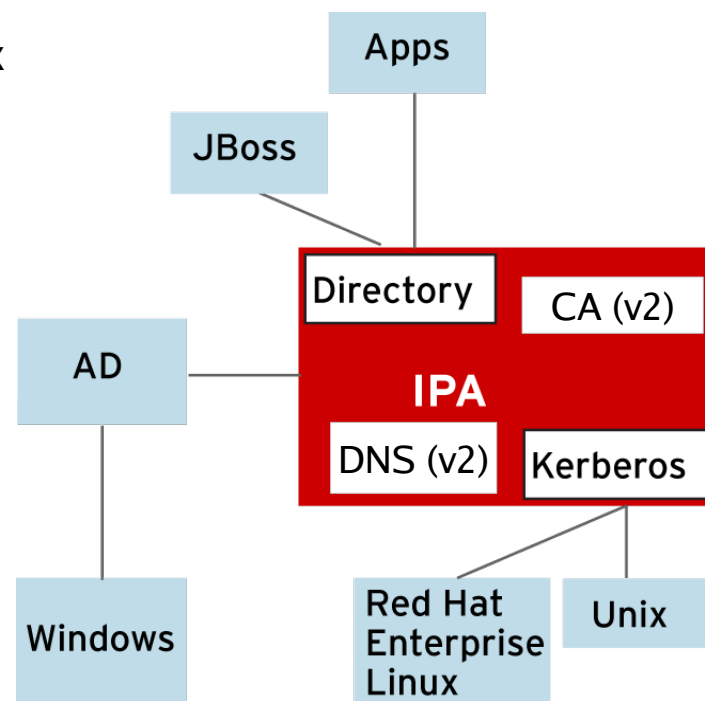 Apps
x
JBoss
Directory
CA (v2)
AD
IPA
DNS (v2)
Kerberos
Red Hat
Enterprise
Linux
Unix
Windows